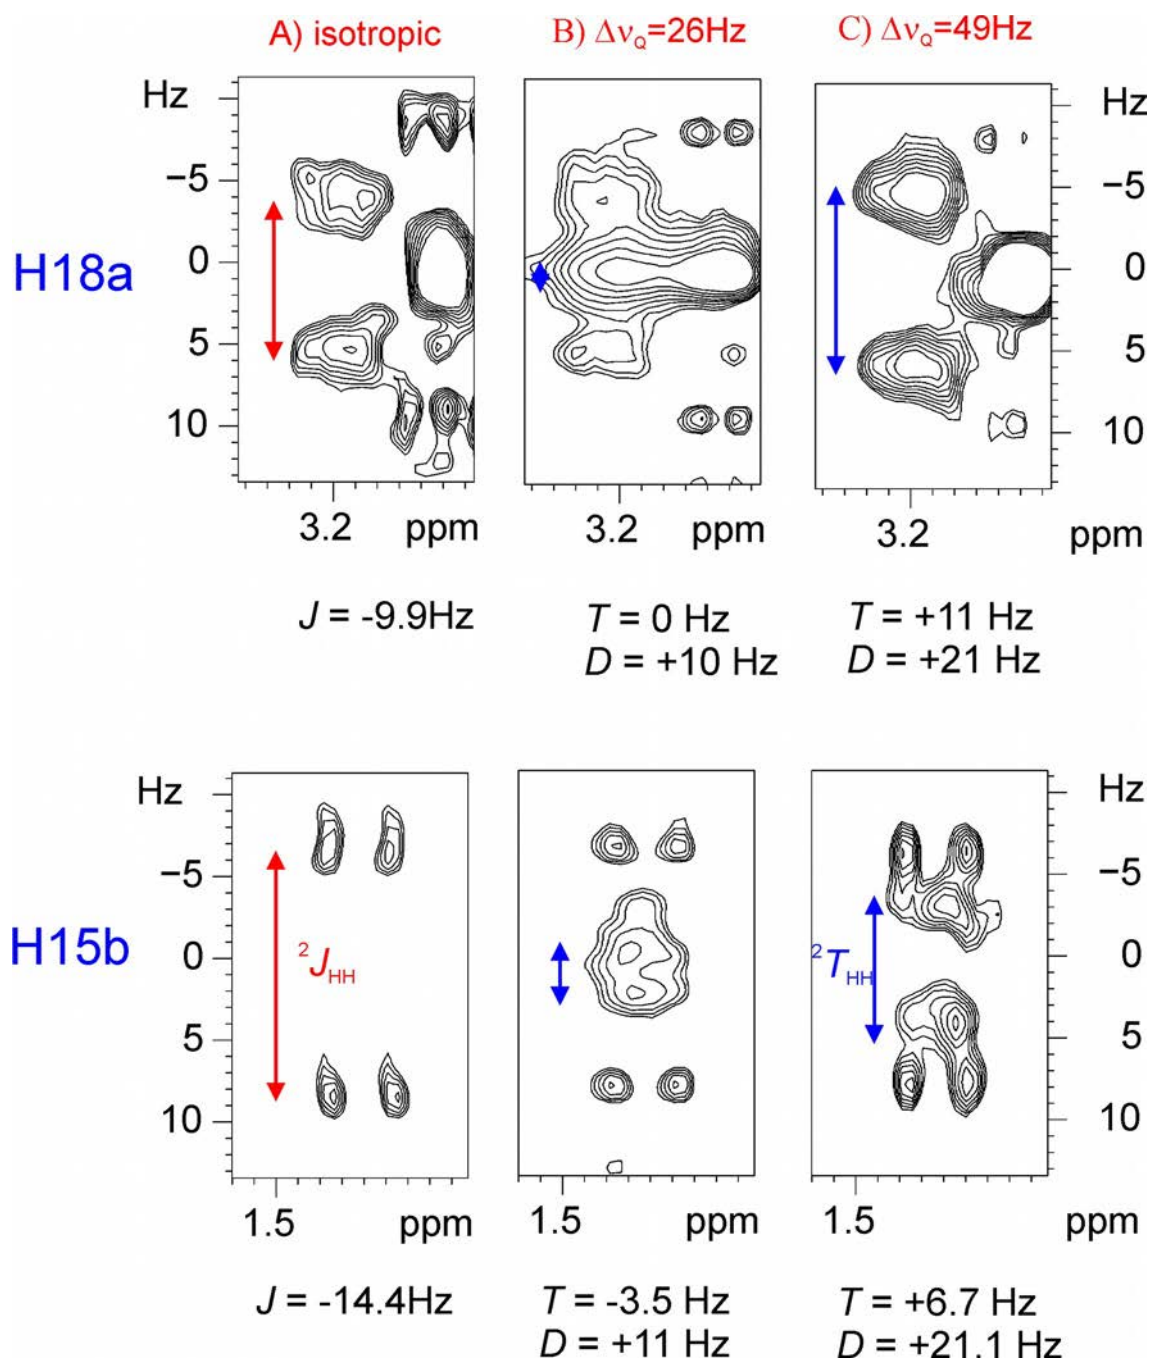 A) isotropic
B) Δν_Q=26Hz
C) Δν_Q=49Hz
Hz
Hz
−5
−5
0
0
H18a
5
5
10
10
3.2 ppm
3.2 ppm
3.2 ppm
J = -9.9Hz
T = 0 Hz
D = +10 Hz
T = +11 Hz
D = +21 Hz
Hz
Hz
−5
−5
0
0
H15b
²J_HH
²T_HH
5
5
10
10
1.5 ppm
1.5 ppm
1.5 ppm
J = -14.4Hz
T = -3.5 Hz
D = +11 Hz
T = +6.7 Hz
D = +21.1 Hz